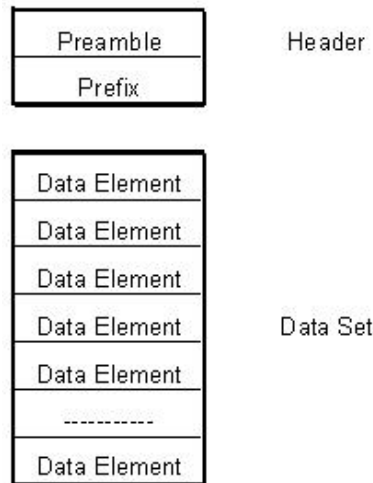 Preamble Header
Prefix
Data Element
Data Element
Data Element
Data Element Data Set
Data Element
-----------
Data Element